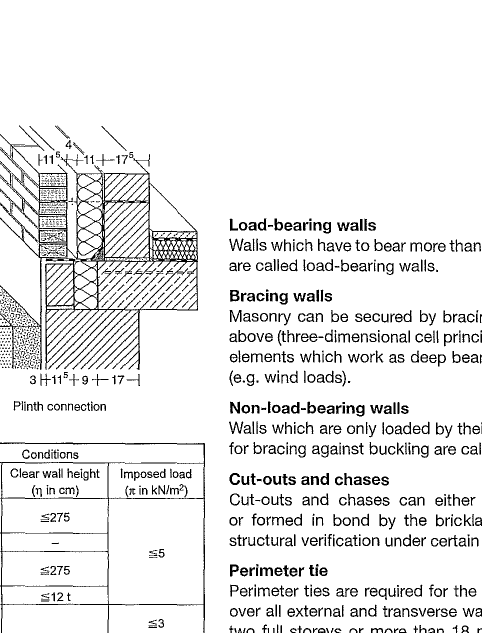 4
11⁵ 11 17⁵
3 11⁵ 9 17
Plinth connection
Conditions
Clear wall height
(η in cm)
Imposed load
(π in kN/m²)
≦275
–
≦5
≦275
≦12 t
≦3
Load-bearing walls
Walls which have to bear more than
are called load-bearing walls.
Bracing walls
Masonry can be secured by bracin
above (three-dimensional cell princi
elements which work as deep bear
(e.g. wind loads).
Non-load-bearing walls
Walls which are only loaded by thei
for bracing against buckling are cal
Cut-outs and chases
Cut-outs and chases can either
or formed in bond by the brickla
structural verification under certain
Perimeter tie
Perimeter ties are required for the
over all external and transverse wa
two full storeys or more than 18 m